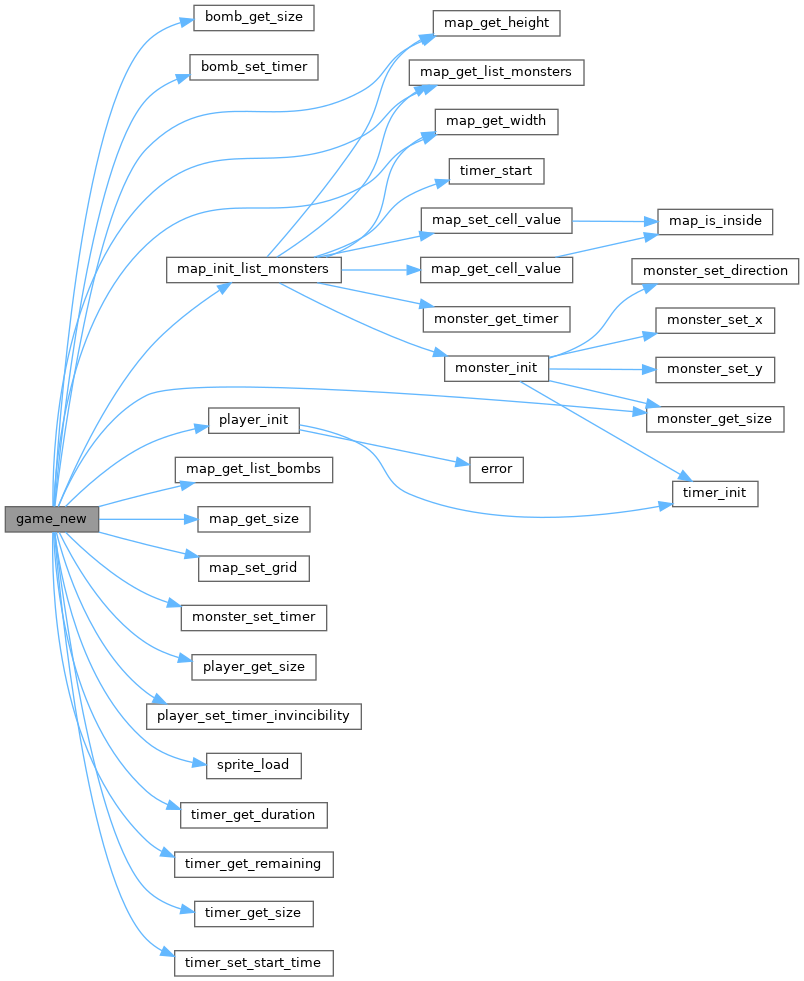 bomb_get_size
map_get_height
bomb_set_timer
map_get_list_monsters
map_get_width
timer_start
map_set_cell_value
map_is_inside
map_init_list_monsters
map_get_cell_value
monster_set_direction
monster_get_timer
monster_set_x
monster_init
monster_set_y
player_init
monster_get_size
map_get_list_bombs
error
timer_init
game_new
map_get_size
map_set_grid
monster_set_timer
player_get_size
player_set_timer_invincibility
sprite_load
timer_get_duration
timer_get_remaining
timer_get_size
timer_set_start_time